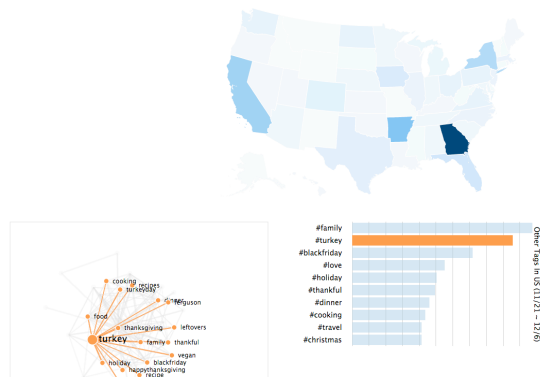 #family
#turkey
#blackfriday
#love
#holiday
#thankful
#dinner
#cooking
#travel
#christmas
Other Tags In US (11/21 - 12/6)
cooking
recipes
turkeyday
dinner
ferguson
food
thanksgiving
leftovers
turkey
family
thankful
vegan
holiday
blackfriday
happythanksgiving
recipe